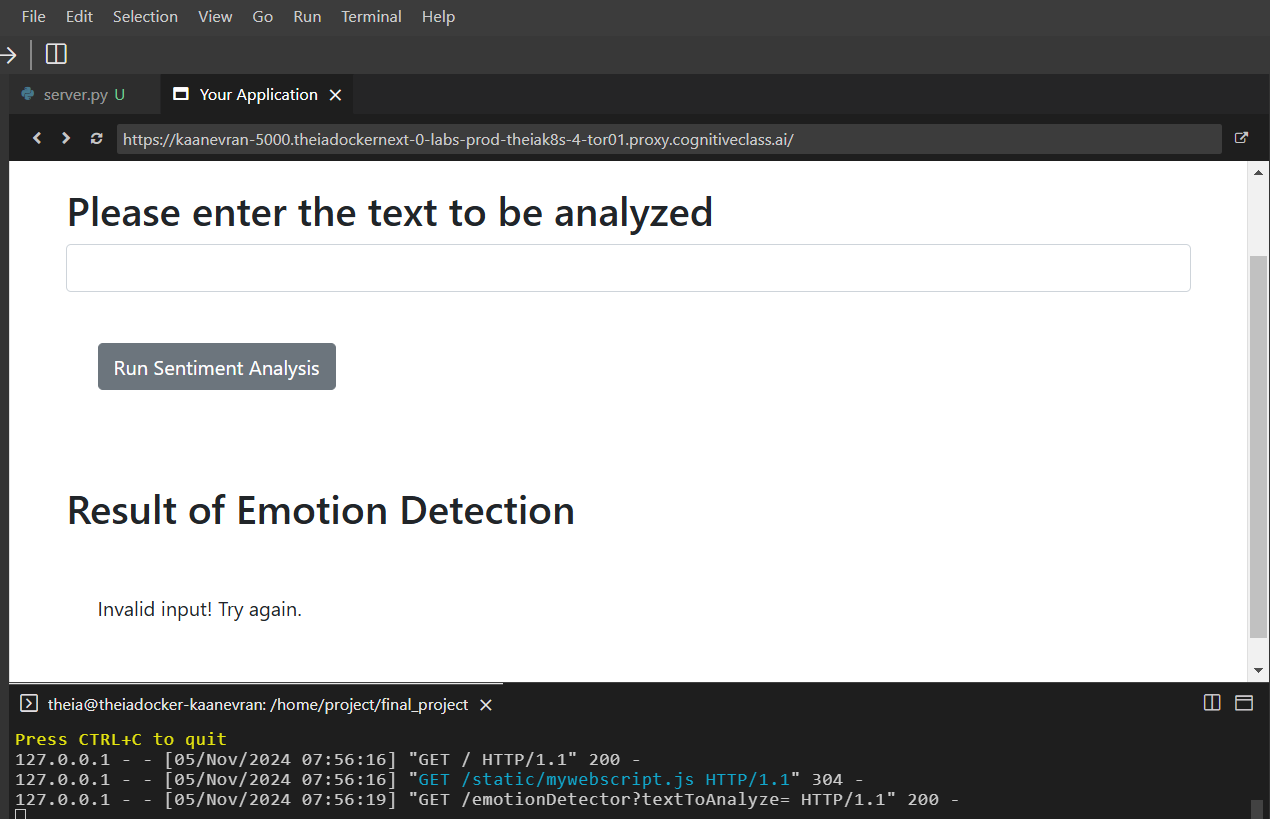 File Edit Selection View Go Run Terminal Help
server.py U Your Application
https://kaanevran-5000.theiadockernext-0-labs-prod-theiak8s-4-tor01.proxy.cognitiveclass.ai/
Please enter the text to be analyzed
Run Sentiment Analysis
Result of Emotion Detection
Invalid input! Try again.
theia@theiadocker-kaanevran: /home/project/final_project
Press CTRL+C to quit
127.0.0.1 - - [05/Nov/2024 07:56:16] "GET / HTTP/1.1" 200 -
127.0.0.1 - - [05/Nov/2024 07:56:16] "GET /static/mywebscript.js HTTP/1.1" 304 -
127.0.0.1 - - [05/Nov/2024 07:56:19] "GET /emotionDetector?textToAnalyze= HTTP/1.1" 200 -